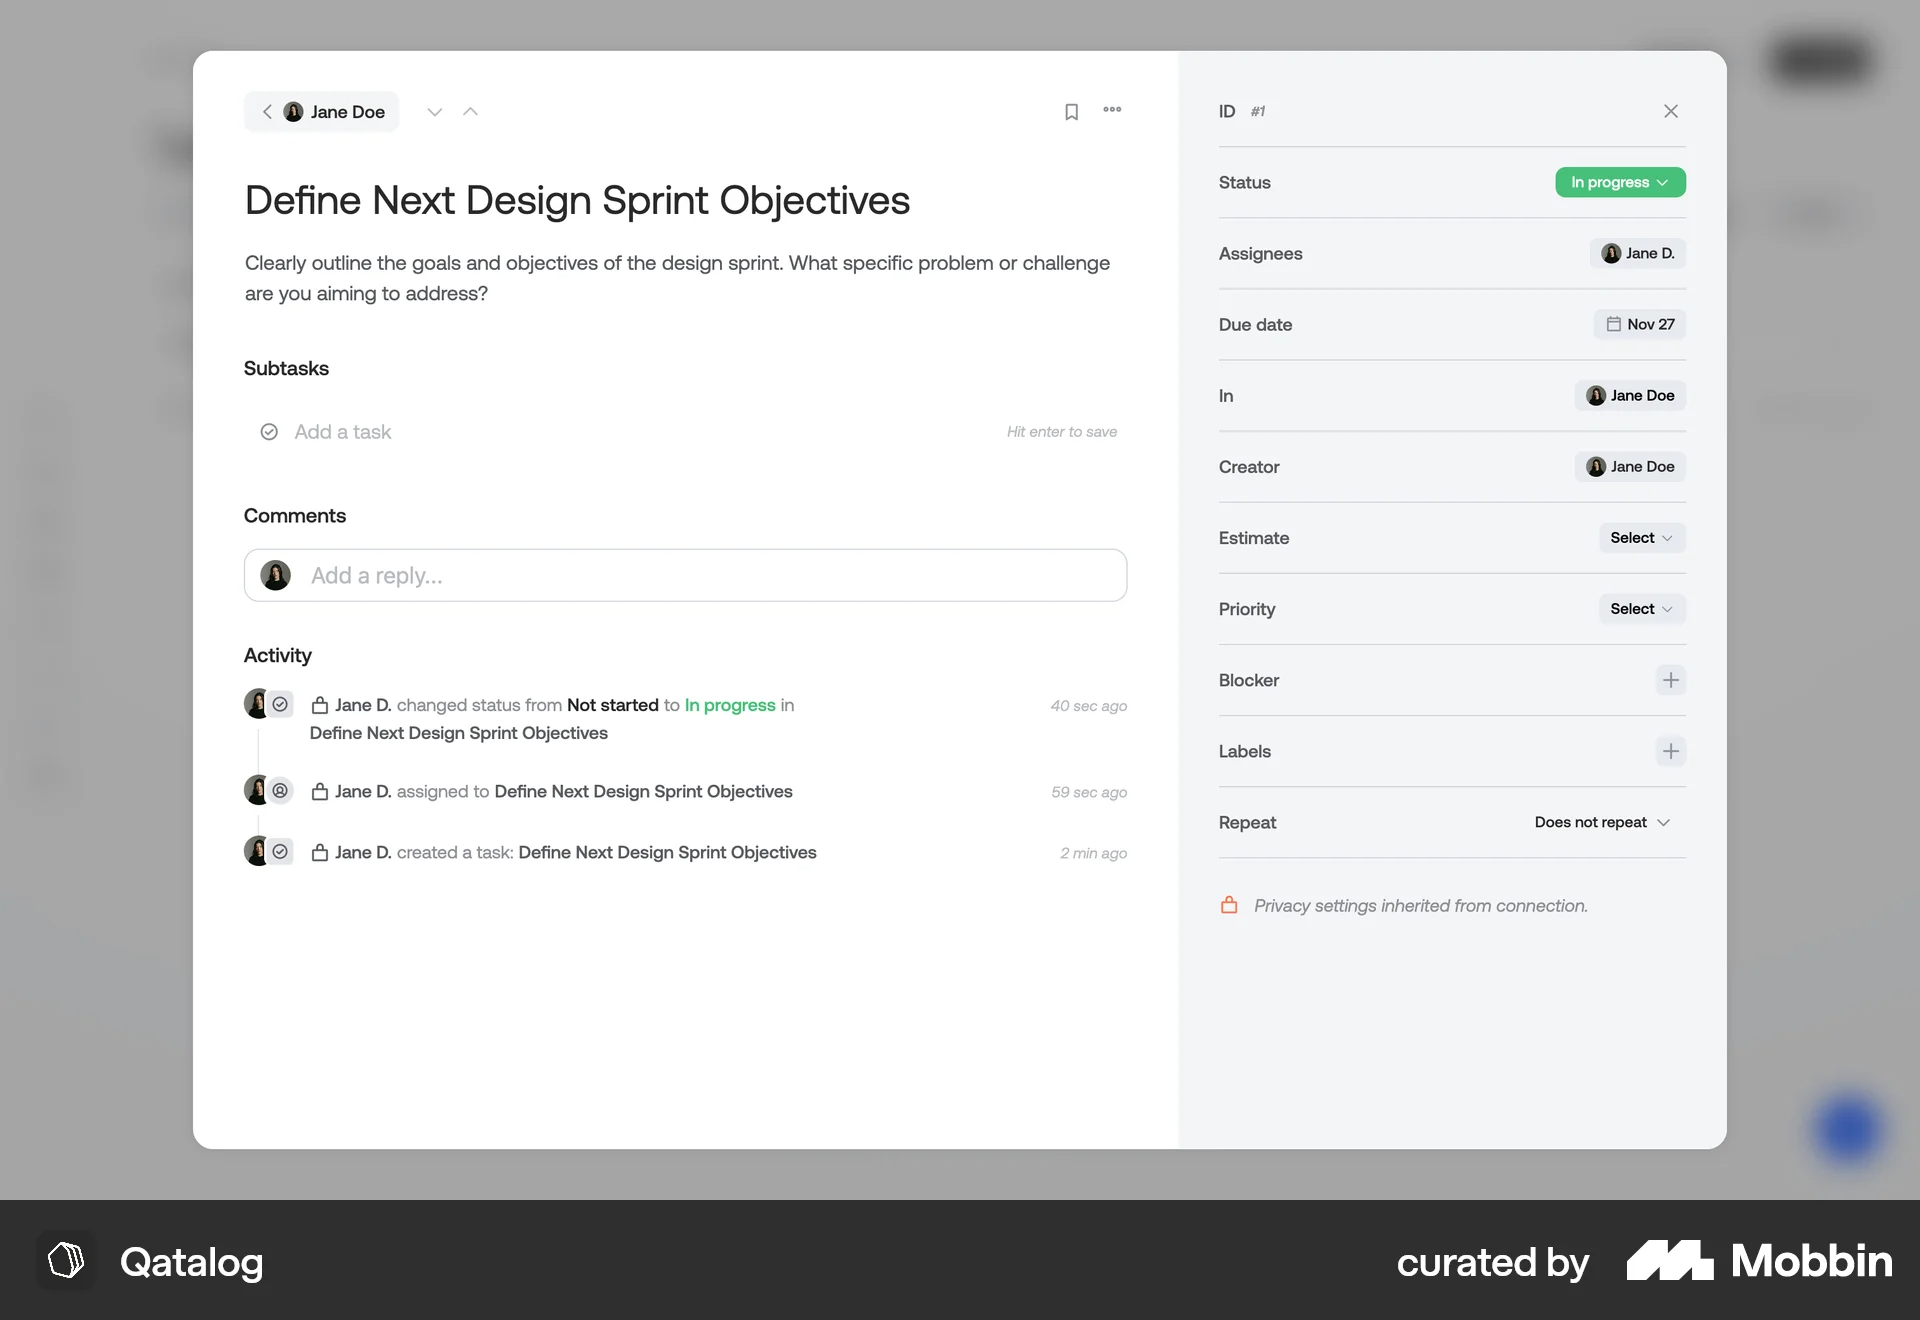 Jane Doe
Define Next Design Sprint Objectives
Clearly outline the goals and objectives of the design sprint. What specific problem or challenge
are you aiming to address?
Subtasks
Add a task
Hit enter to save
Comments
Add a reply...
Activity
Jane D. changed status from Not started to In progress in
Define Next Design Sprint Objectives
40 sec ago
Jane D. assigned to Define Next Design Sprint Objectives
59 sec ago
Jane D. created a task: Define Next Design Sprint Objectives
2 min ago
ID #1
Status In progress
Assignees Jane D.
Due date Nov 27
In Jane Doe
Creator Jane Doe
Estimate Select
Priority Select
Blocker
Labels
Repeat Does not repeat
Privacy settings inherited from connection.
Qatalog
curated by Mobbin